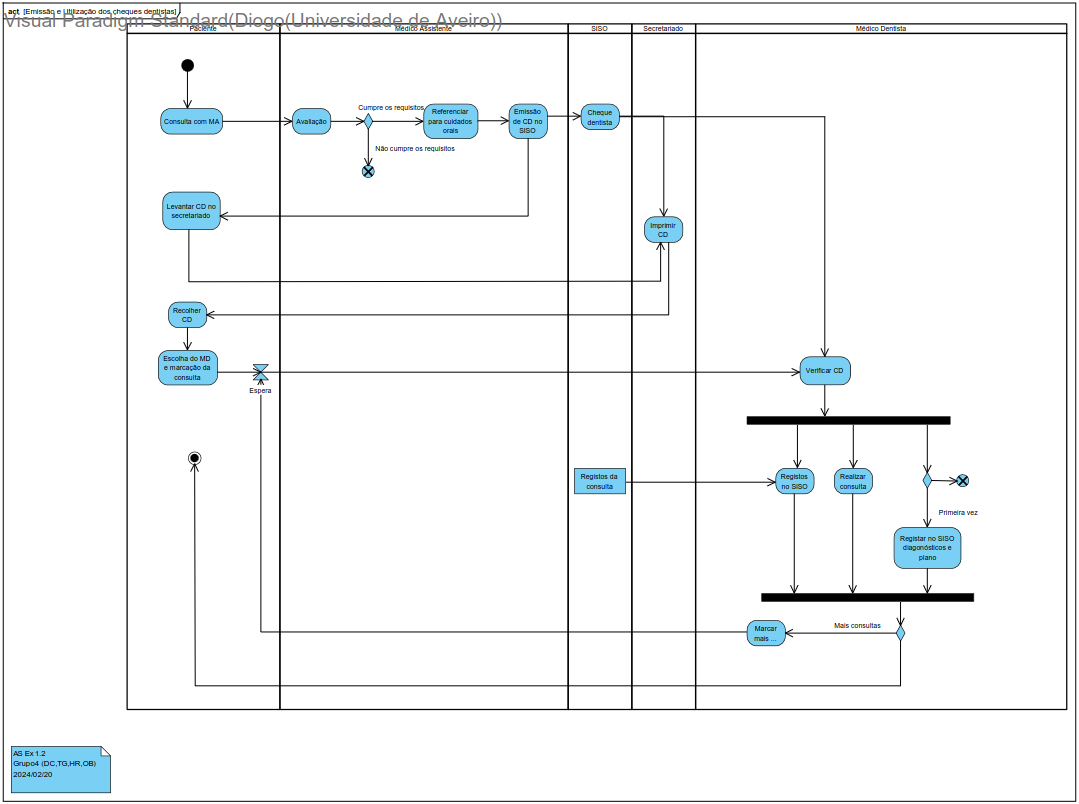 act [Emissão e Utilização dos cheques dentistas]
Visual Paradigm Standard(Diogo(Universidade de Aveiro))
Paciente
Médico Assistente
SISO
Secretariado
Médico Dentista
Consulta com MA
Avaliação
Cumpre os requisitos
Não cumpre os requisitos
Referenciar
para cuidados
orais
Emissão
de CD no
SISO
Cheque
dentista
Levantar CD no
secretariado
Imprimir
CD
Recolher
CD
Escolha do MD
e marcação da
consulta
Espera
Verificar CD
Registos da
consulta
Registos
no SISO
Realizar
consulta
Primeira vez
Registar no SISO
diagonósticos e
plano
Mais consultas
Marcar
mais ...
AS Ex 1.2
Grupo4 (DC,TG,HR,OB)
2024/02/20